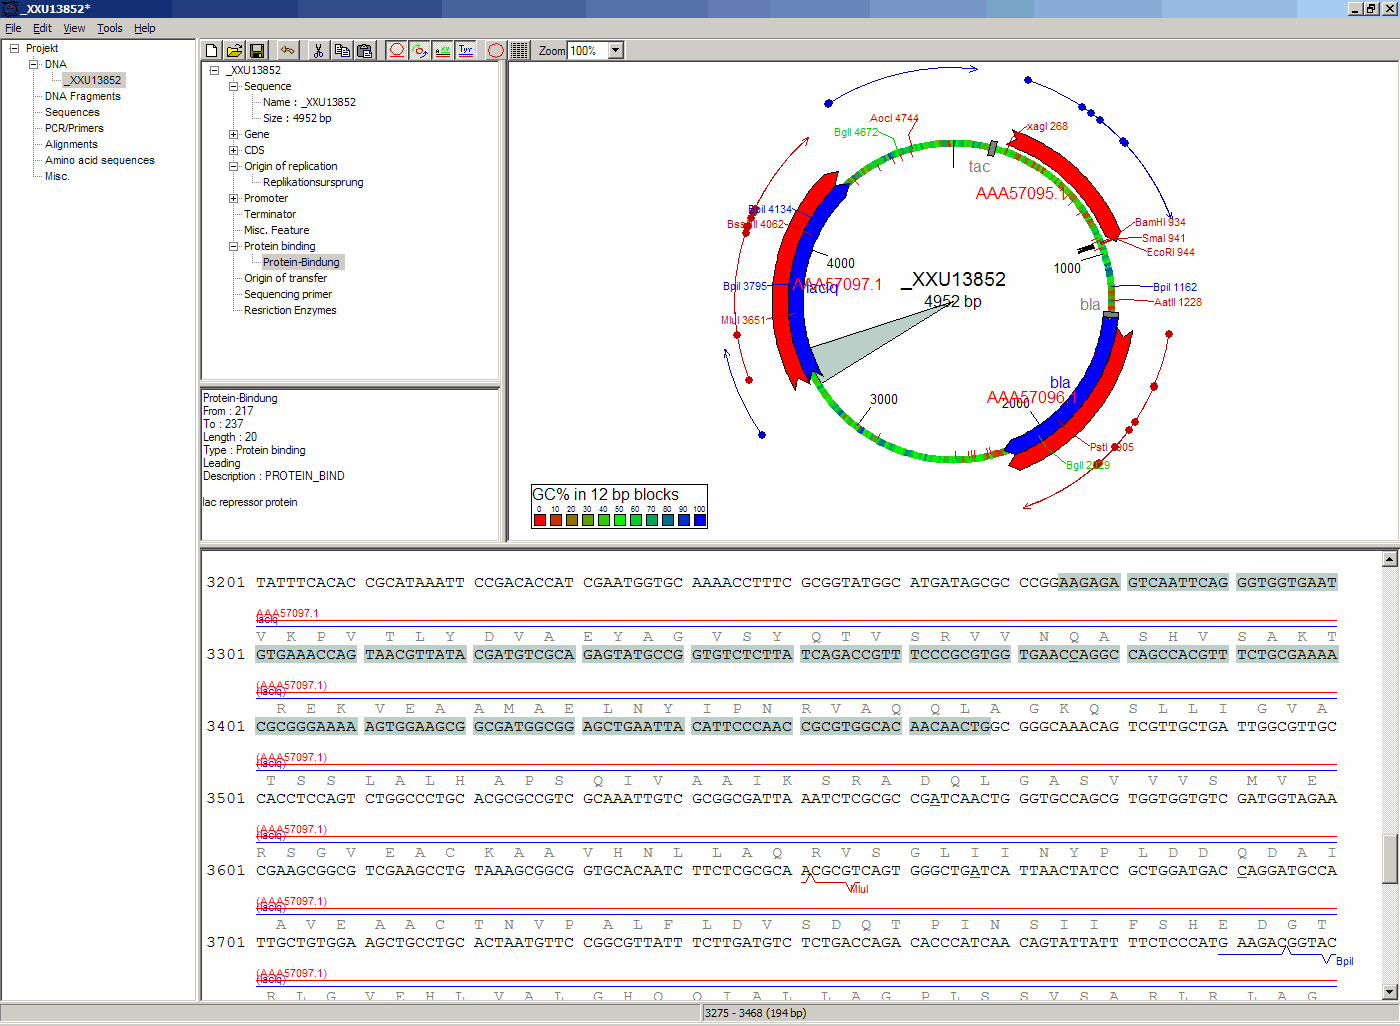 _XXU13852*
File Edit View Tools Help
Projekt
DNA
_XXU13852
DNA Fragments
Sequences
PCR/Primers
Alignments
Amino acid sequences
Misc.
Zoom 100%
_XXU13852
Sequence
Name : _XXU13852
Size : 4952 bp
Gene
CDS
Origin of replication
Replikationsursprung
Promoter
Terminator
Misc. Feature
Protein binding
Protein-Bindung
Origin of transfer
Sequencing primer
Resriction Enzymes
Protein-Bindung
From : 217
To : 237
Length : 20
Type : Protein binding
Leading
Description : PROTEIN_BIND
lac repressor protein
AocI 4744
BglI 4672
xagI 268
tac
AAA57095.1
BpiI 4134
4062
BamHI 934
SmaI 941
EcoRI 944
4000
1000
_XXU13852
4952 bp
BpiI 3795
AAA57097.1
lacIq
BpiI 1162
AatII 1228
bla
MluI 3651
bla
AAA57096.1
3000
2000
PstI
BglI
GC% in 12 bp blocks
0 10 20 30 40 50 60 70 80 90 100
3201 TATTTCACAC CGCATAAATT CCGACACCAT CGAATGGTGC AAAACCTTTC GCGGTATGGC ATGATAGCGC CCGGAAGAGA GTCAATTCAG GGTGGTGAAT
AAA57097.1
lacIq
V K P V T L Y D V A E Y A G V S Y Q T V S R V V N Q A S H V S A K T
3301 GTGAAACCAG TAACGTTATA CGATGTCGCA GAGTATGCCG GTGTCTCTTA TCAGACCGTT TCCCGCGTGG TGAACCAGGC CAGCCACGTT TCTGCGAAAA
(AAA57097.1)
(lacIq)
R E K V E A A M A E L N Y I P N R V A Q Q L A G K Q S L L I G V A
3401 CGCGGGAAAA AGTGGAAGCG GCGATGGCGG AGCTGAATTA CATTCCCAAC CGCGTGGCAC AACAACTGGC GGGCAAACAG TCGTTGCTGA TTGGCGTTGC
(AAA57097.1)
(lacIq)
T S S L A L H A P S Q I V A A I K S R A D Q L G A S V V V S M V E
3501 CACCTCCAGT CTGGCCCTGC ACGCGCCGTC GCAAATTGTC GCGGCGATTA AATCTCGCGC CGATCAACTG GGTGCCAGCG TGGTGGTGTC GATGGTAGAA
(AAA57097.1)
(lacIq)
R S G V E A C K A A V H N L L A Q R V S G L I I N Y P L D D Q D A I
3601 CGAAGCGGCG TCGAAGCCTG TAAAGCGGCG GTGCACAATC TTCTCGCGCA ACGCGTCAGT GGGCTGATCA TTAACTATCC GCTGGATGAC CAGGATGCCA
MluI
(AAA57097.1)
(lacIq)
A V E A A C T N V P A L F L D V S D Q T P I N S I I F S H E D G T
3701 TTGCTGTGGA AGCTGCCTGC ACTAATGTTC CGGCGTTATT TCTTGATGTC TCTGACCAGA CACCCATCAA CAGTATTATT TTCTCCCATG AAGACGGTAC
BpiI
(AAA57097.1)
(lacIq)
R L G V E H L V A L G H Q Q I A L L A G P L S S V S A R L R L A G
3275 - 3468 (194 bp)